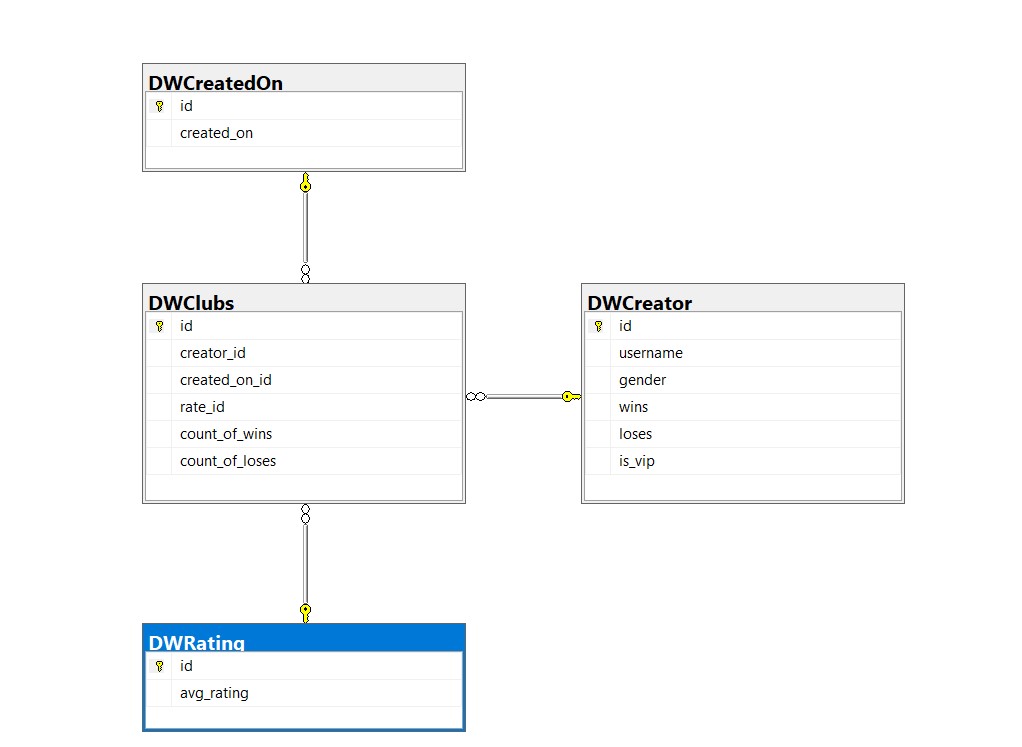 DWCreatedOn
id
created_on
DWClubs
id
creator_id
created_on_id
rate_id
count_of_wins
count_of_loses
DWCreator
id
username
gender
wins
loses
is_vip
DWRating
id
avg_rating